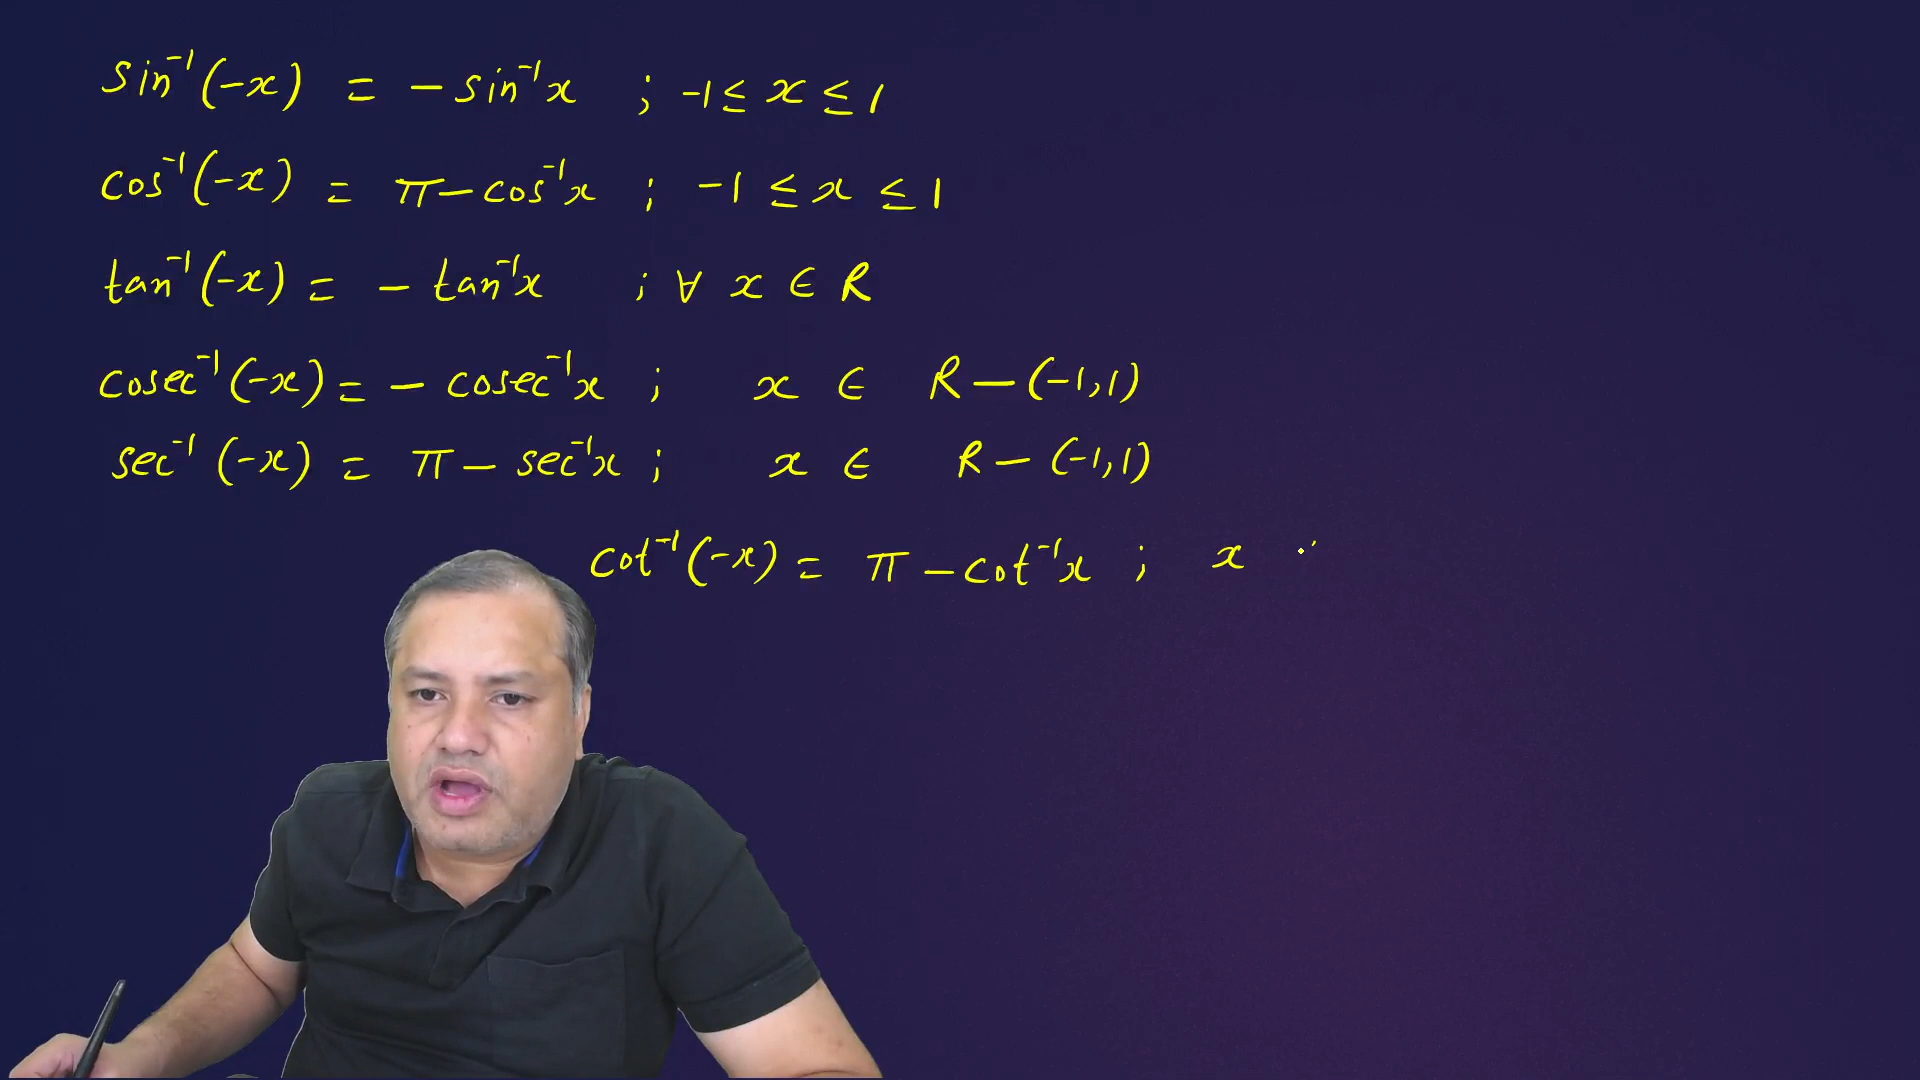 sin⁻¹(-x) = -sin⁻¹x ; -1 ≤ x ≤ 1
cos⁻¹(-x) = π - cos⁻¹x ; -1 ≤ x ≤ 1
tan⁻¹(-x) = - tan⁻¹x ; ∀ x ∈ R
cosec⁻¹(-x) = - cosec⁻¹x ; x ∈ R - (-1,1)
sec⁻¹(-x) = π - sec⁻¹x ; x ∈ R - (-1,1)
cot⁻¹(-x) = π - cot⁻¹x ; x